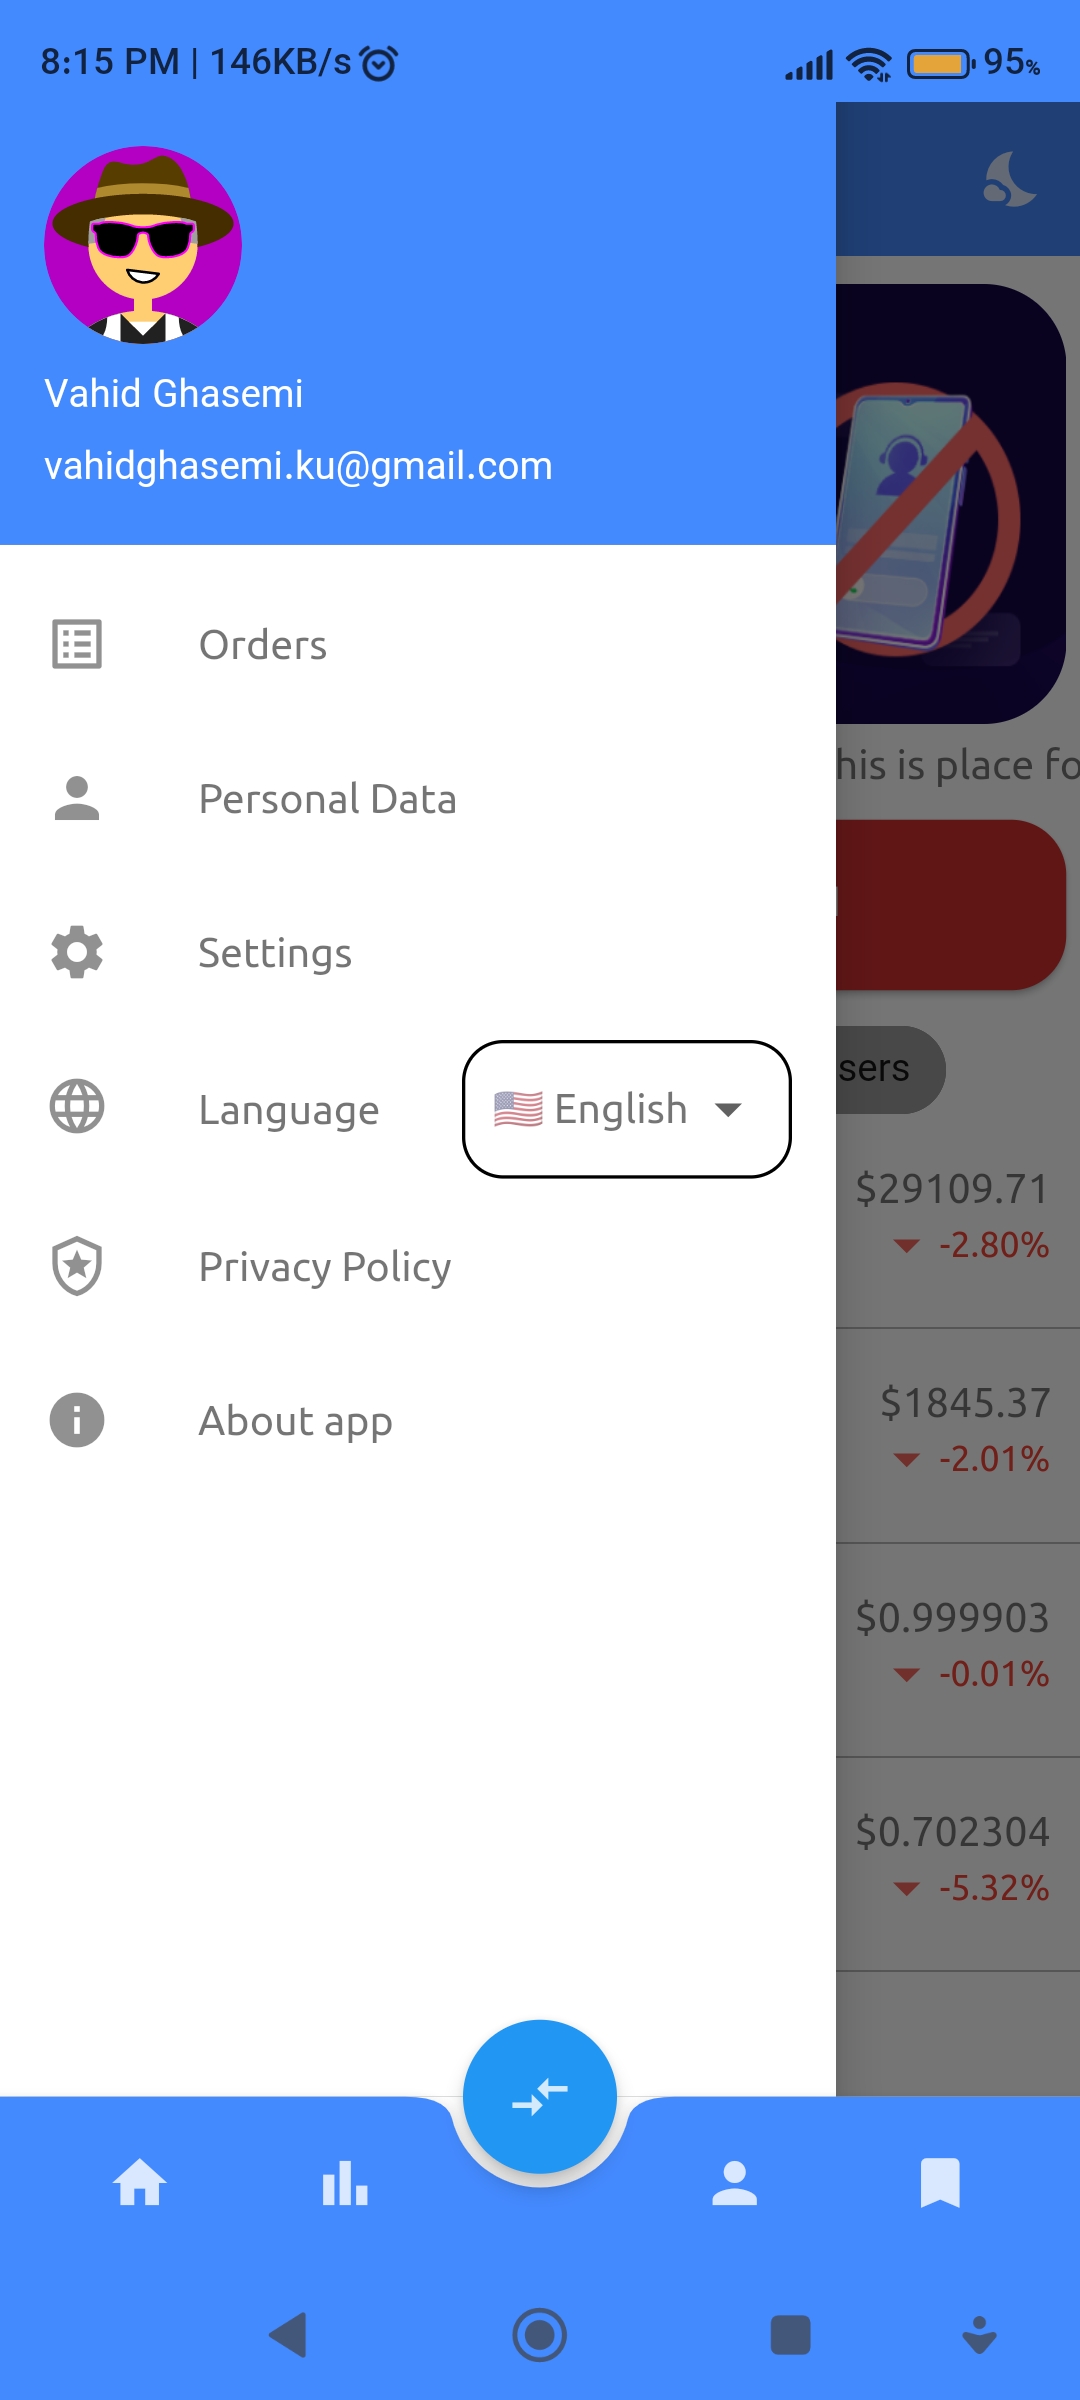 8:15 PM | 146KB/s
95%
Vahid Ghasemi
vahidghasemi.ku@gmail.com
Orders
Personal Data
Settings
Language
English
Privacy Policy
About app
his is place fo
sers
$29109.71
-2.80%
$1845.37
-2.01%
$0.999903
-0.01%
$0.702304
-5.32%